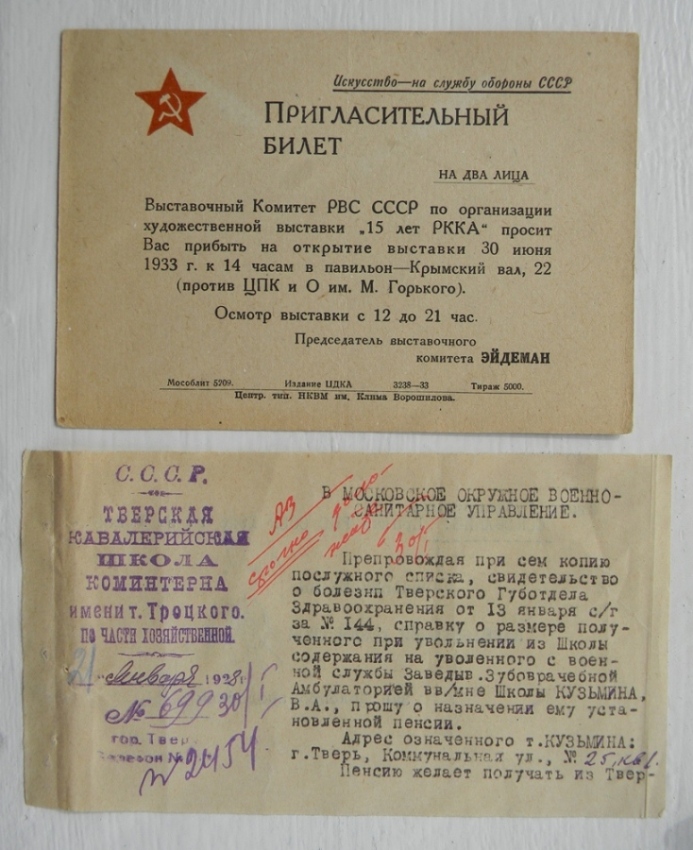 Искусство—на службу обороны СССР
Пригласительный
билет
на два лица
Выставочный Комитет РВС СССР по организации
художественной выставки „15 лет РККА“ просит
Вас прибыть на открытие выставки 30 июня
1933 г. к 14 часам в павильон—Крымский вал, 22
(против ЦПК и О им. М. Горького).
Осмотр выставки с 12 до 21 час.
Председатель выставочного
комитета ЭЙДЕМАН
Мособлит 5209. Издание ЦДКА 3238—33 Тираж 5000.
Центр. тип. НКВМ им. Клима Ворошилова.
С.С.С.Р.
ТВЕРСКАЯ
КАВАЛЕРИЙСКАЯ
ШКОЛА
КОМИНТЕРНА
имени т. Троцкого.
ПО ЧАСТИ ХОЗЯЙСТВЕННОЙ.
21 Января 1928 г.
№ 699
30/I
гор. Тверь
Телефон №
2454
АЗ
срочно
30/I
В МОСКОВСКОЕ ОКРУЖНОЕ ВОЕННО-
САНИТАРНОЕ УПРАВЛЕНИЕ.
Препровождая при сем копию
послужного списка, свидетельство
о болезни Тверского Губотдела
Здравоохранения от 13 января с/г
за № 144, справку о размере полу-
ченного при увольнении из Школы
содержания на уволенного с воен-
ной службы Заведыв.Зубоврачебной
Амбулаторией вв/мне Школы КУЗЬМИНА,
В.А., прошу о назначении ему уста-
новленной пенсии.
Адрес означенного т.КУЗЬМИНА:
г.Тверь, Коммунальная ул., № 25, кв 1.
Пенсию желает получать из Твер-